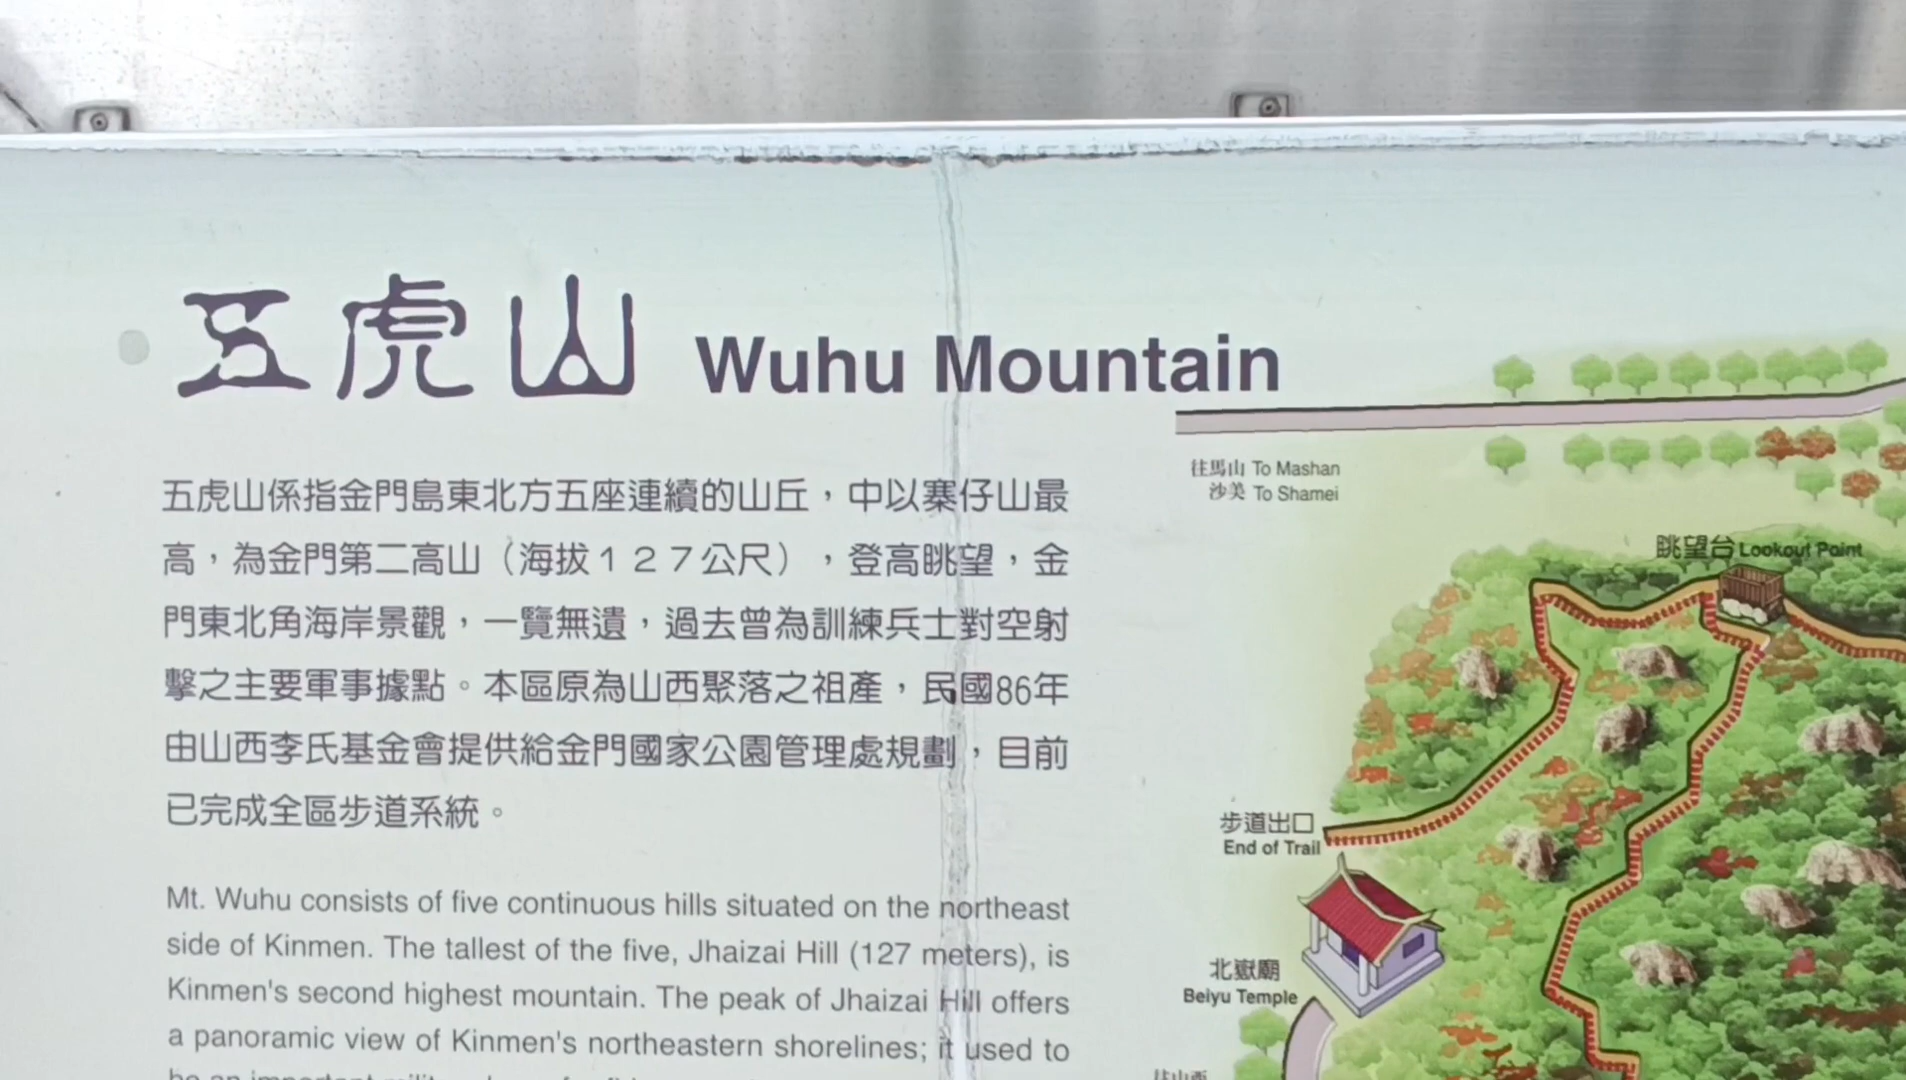 五虎山 Wuhu Mountain
五虎山係指金門島東北方五座連續的山丘，中以寨仔山最
高，為金門第二高山（海拔１２７公尺），登高眺望，金
門東北角海岸景觀，一覽無遺，過去曾為訓練兵士對空射
擊之主要軍事據點。本區原為山西聚落之祖產，民國86年
由山西李氏基金會提供給金門國家公園管理處規劃，目前
已完成全區步道系統。
Mt. Wuhu consists of five continuous hills situated on the northeast
side of Kinmen. The tallest of the five, Jhaizai Hill (127 meters), is
Kinmen's second highest mountain. The peak of Jhaizai Hill offers
a panoramic view of Kinmen's northeastern shorelines; it used to
往馬山 To Mashan
沙美 To Shamei
眺望台 Lookout Point
步道出口
End of Trail
北嶽廟
Beiyu Temple